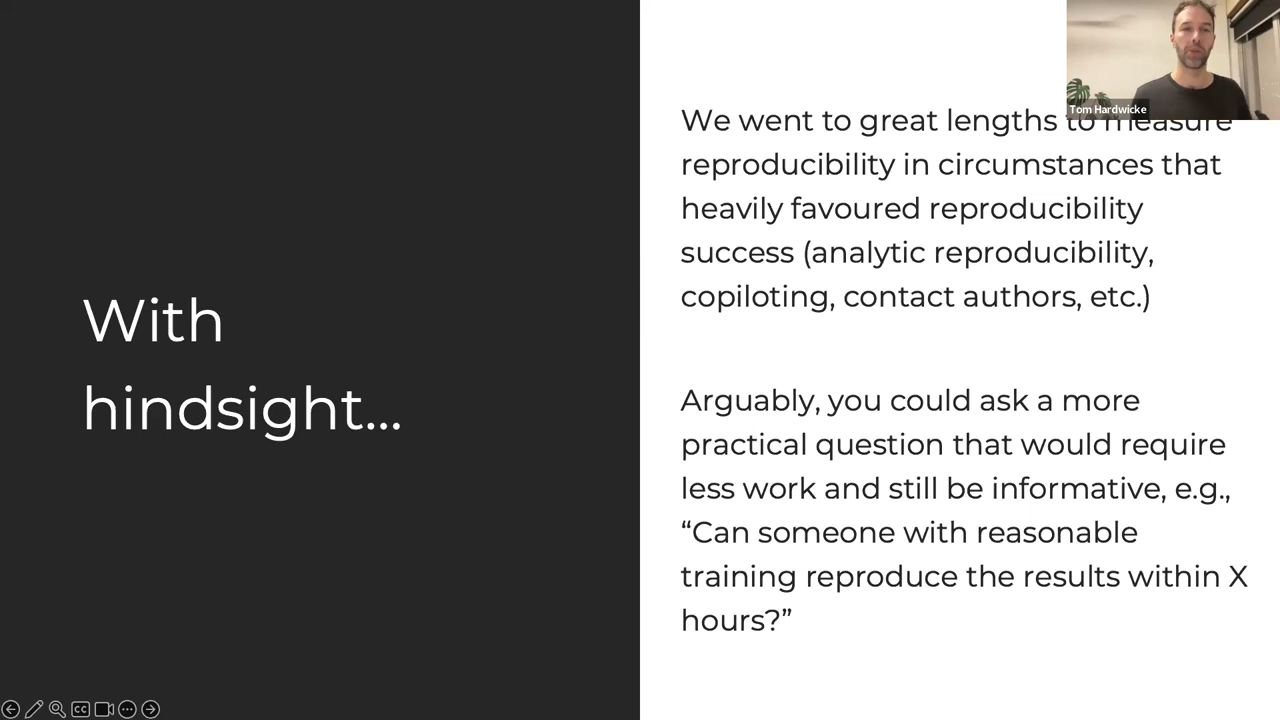 With
hindsight...
Tom Hardwicke
We went to great lengths to measure
reproducibility in circumstances that
heavily favoured reproducibility
success (analytic reproducibility,
copiloting, contact authors, etc.)
Arguably, you could ask a more
practical question that would require
less work and still be informative, e.g.,
“Can someone with reasonable
training reproduce the results within X
hours?”
CC